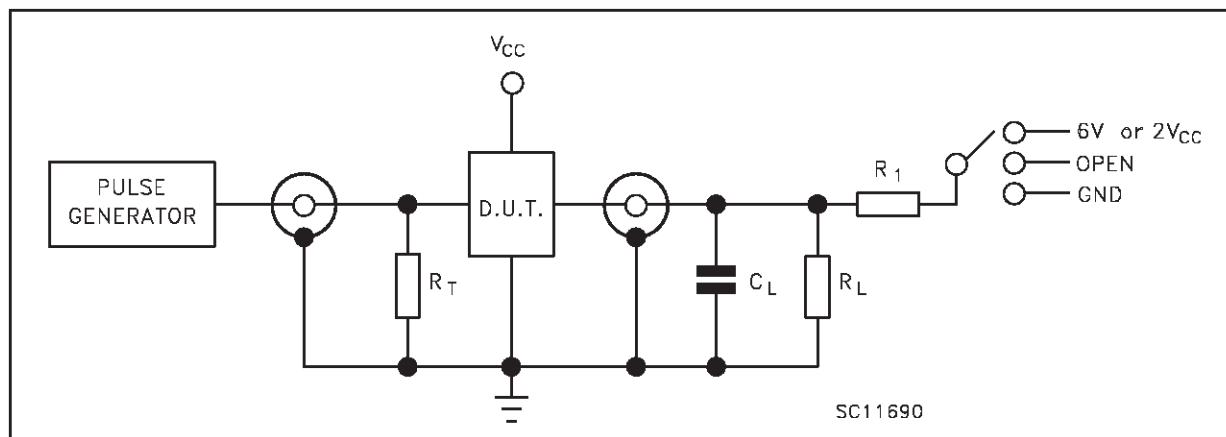 VCC
PULSE
GENERATOR
D.U.T.
RT
CL
RL
R1
6V or 2VCC
OPEN
GND
SC11690